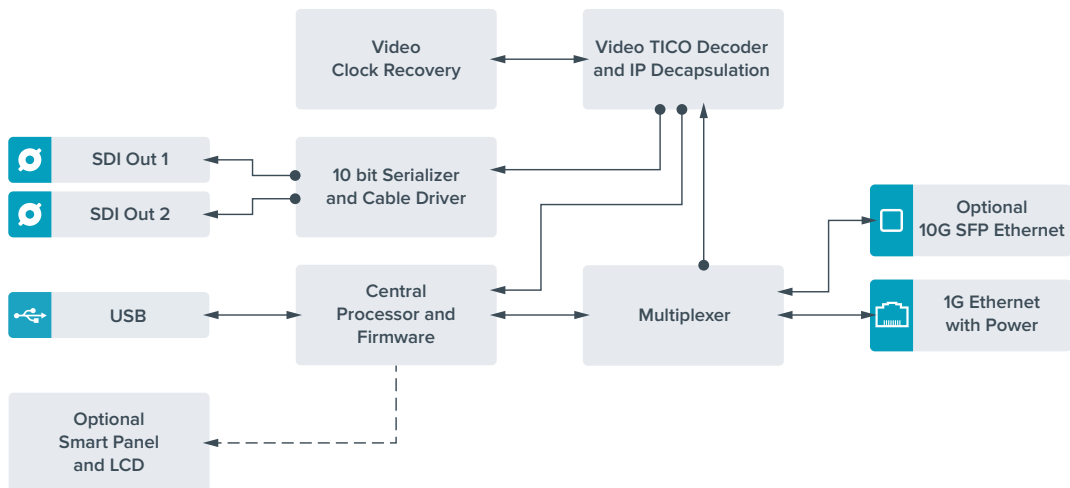 Video
Clock Recovery
Video TICO Decoder
and IP Decapsulation
SDI Out 1
SDI Out 2
10 bit Serializer
and Cable Driver
Optional
10G SFP Ethernet
USB
Central
Processor and
Firmware
Multiplexer
1G Ethernet
with Power
Optional
Smart Panel
and LCD